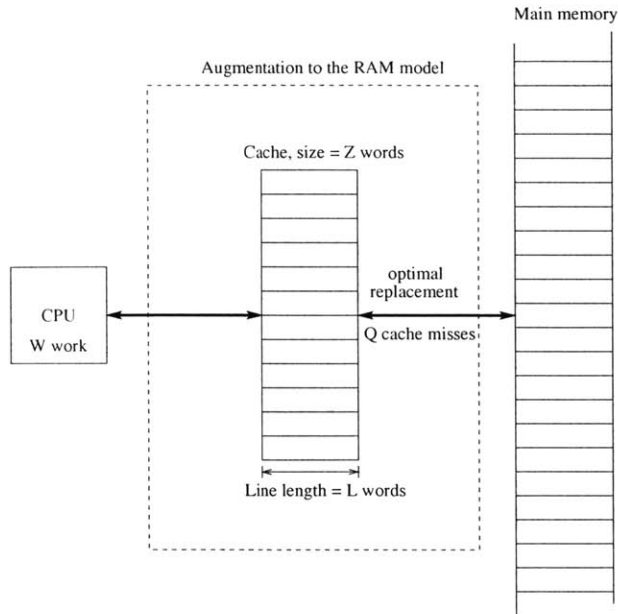 Main memory
Augmentation to the RAM model
Cache, size = Z words
optimal
replacement
CPU
W work
Q cache misses
Line length = L words